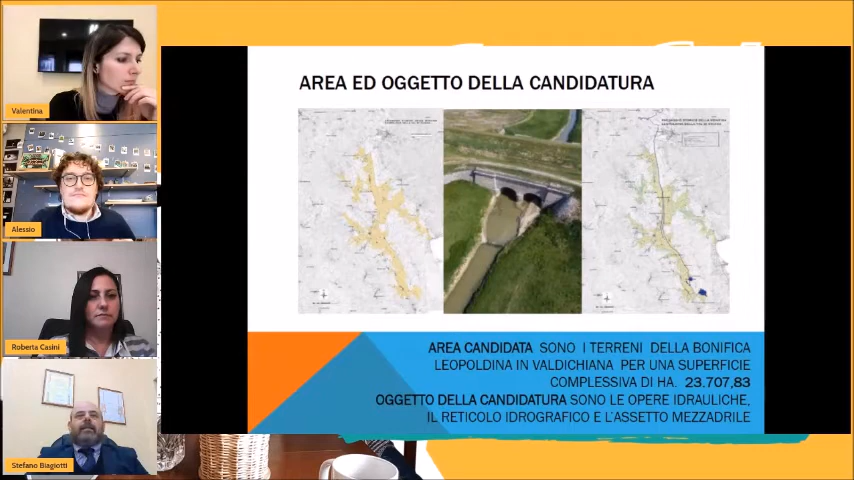 Valentina
Alessio
Roberta Casini
Stefano Biagiotti
AREA ED OGGETTO DELLA CANDIDATURA
AREA CANDIDATA SONO I TERRENI DELLA BONIFICA
LEOPOLDINA IN VALDICHIANA PER UNA SUPERFICIE
COMPLESSIVA DI HA. 23.707,83
OGGETTO DELLA CANDIDATURA SONO LE OPERE IDRAULICHE,
IL RETICOLO IDROGRAFICO E L'ASSETTO MEZZADRILE